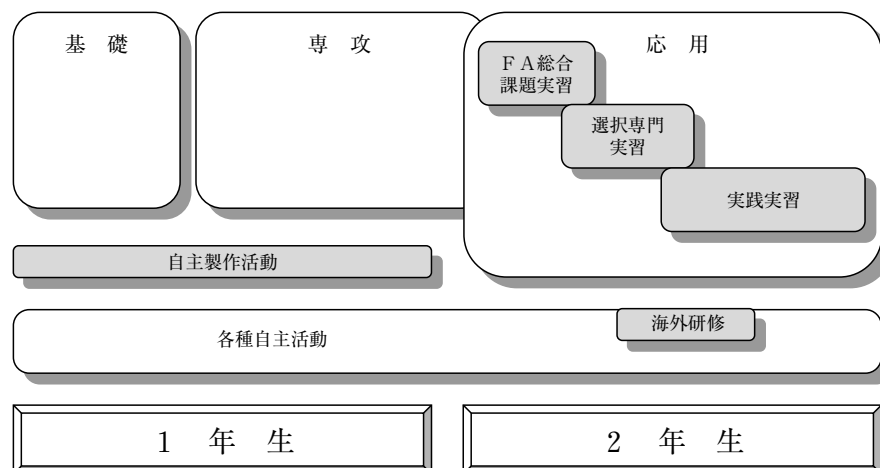 基　礎
専　攻
応　用
ＦＡ総合
課題実習
選択専門
実習
実践実習
自主製作活動
各種自主活動
海外研修
1　年　生
2　年　生